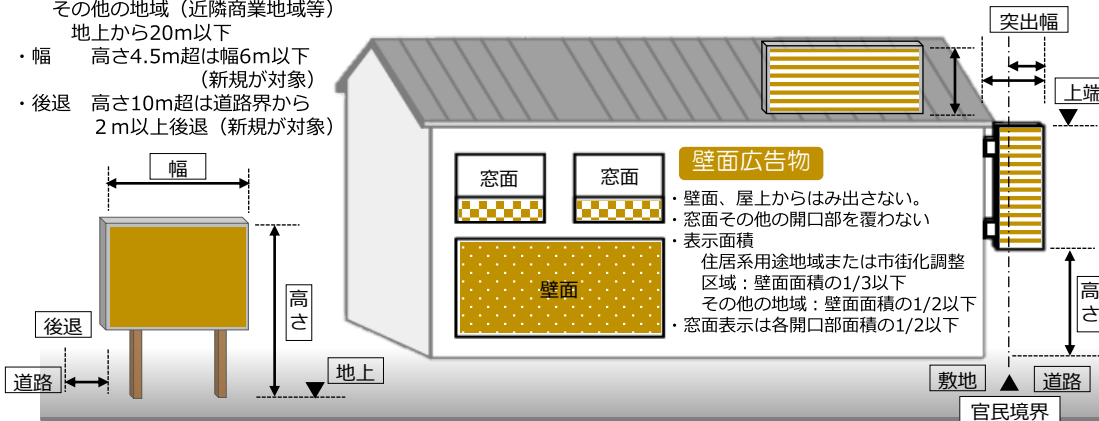 その他の地域（近隣商業地域等）
地上から20m以下
・幅　　高さ4.5m超は幅6m以下
（新規が対象）
・後退　高さ10m超は道路界から
２ｍ以上後退（新規が対象）
幅
高さ
後退
道路
地上
窓面
窓面
壁面
壁面広告物
・壁面、屋上からはみ出さない。
・窓面その他の開口部を覆わない
・表示面積
住居系用途地域または市街化調整
区域：壁面面積の1/3以下
その他の地域：壁面面積の1/2以下
・窓面表示は各開口部面積の1/2以下
突出幅
上端
高さ
敷地
道路
官民境界